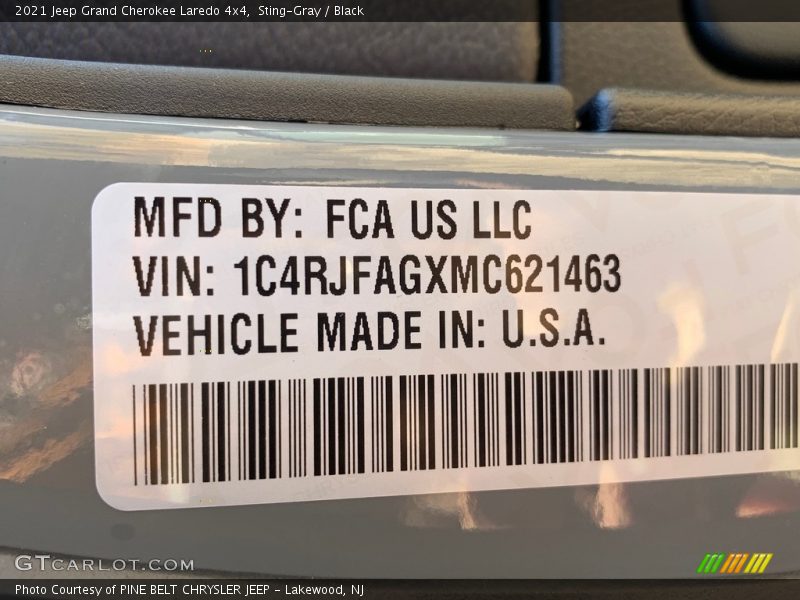 2021 Jeep Grand Cherokee Laredo 4x4, Sting-Gray / Black
MFD BY: FCA US LLC
VIN: 1C4RJFAGXMC621463
VEHICLE MADE IN: U.S.A.
GTCARLOT.COM
Photo Courtesy of PINE BELT CHRYSLER JEEP - Lakewood, NJ